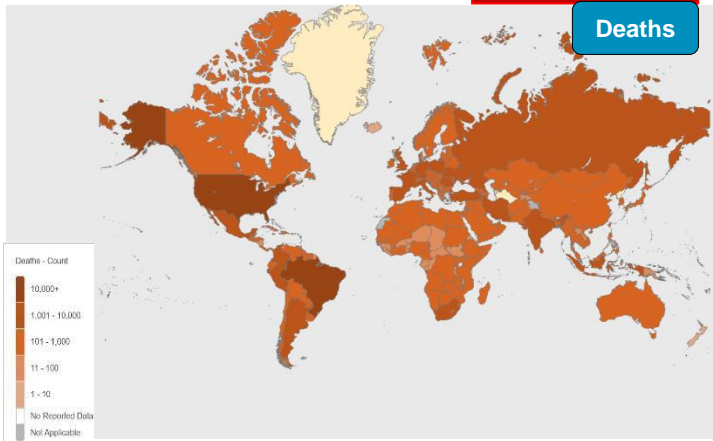 Deaths
Deaths - Count
10,000+
1,001 - 10,000
101 - 1,000
11 - 100
1 - 10
No Reported Data
Not Applicable